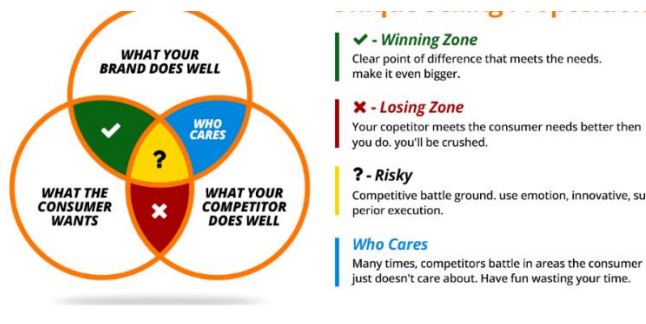 Unique Selling Proposition
WHAT YOUR
BRAND DOES WELL
WHO
CARES
?
WHAT THE
CONSUMER
WANTS
WHAT YOUR
COMPETITOR
DOES WELL
✔ - Winning Zone
Clear point of difference that meets the needs.
make it even bigger.
✖ - Losing Zone
Your copetitor meets the consumer needs better then
you do. you'll be crushed.
? - Risky
Competitive battle ground. use emotion, innovative, su
perior execution.
Who Cares
Many times, competitors battle in areas the consumer
just doesn't care about. Have fun wasting your time.